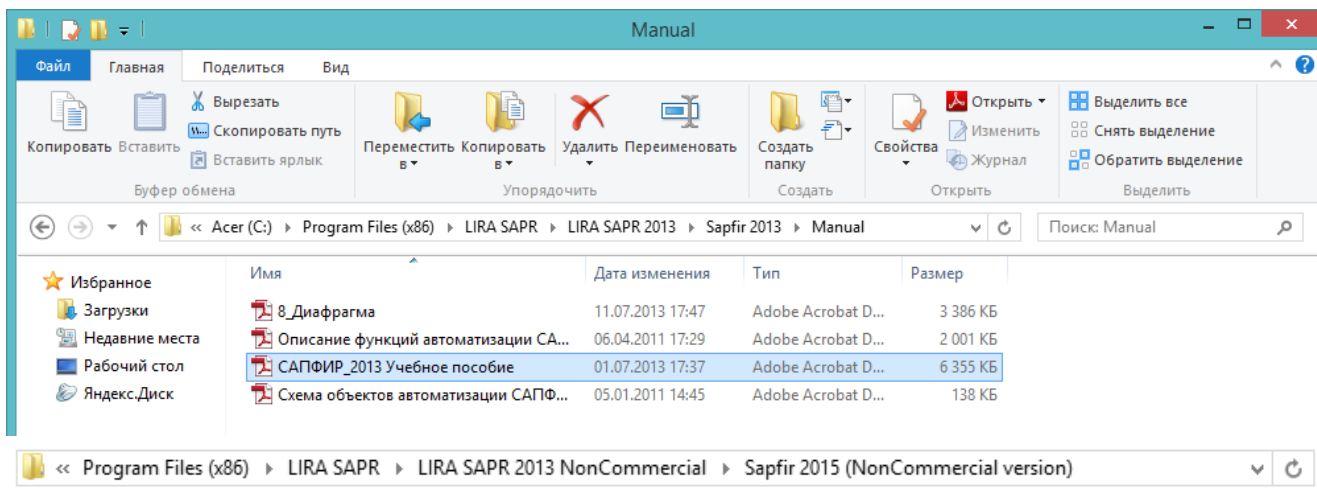 Manual
Файл Главная Поделиться Вид
Копировать Вставить Вырезать Скопировать путь Вставить ярлык
Буфер обмена
Переместить в Копировать в Удалить Переименовать
Упорядочить
Создать папку
Создать
Свойства Открыть Изменить Журнал
Открыть
Выделить все Снять выделение Обратить выделение
Выделить
« Acer (C:) Program Files (x86) LIRA SAPR LIRA SAPR 2013 Sapfir 2013 Manual Поиск: Manual
Избранное
Загрузки
Недавние места
Рабочий стол
Яндекс.Диск
Имя Дата изменения Тип Размер
8_Диафрагма 11.07.2013 17:47 Adobe Acrobat D... 3 386 КБ
Описание функций автоматизации СА... 06.04.2011 17:29 Adobe Acrobat D... 2 001 КБ
САПФИР_2013 Учебное пособие 01.07.2013 17:37 Adobe Acrobat D... 6 355 КБ
Схема объектов автоматизации САПФ... 05.01.2011 14:45 Adobe Acrobat D... 138 КБ
« Program Files (x86) LIRA SAPR LIRA SAPR 2013 NonCommercial Sapfir 2015 (NonCommercial version)